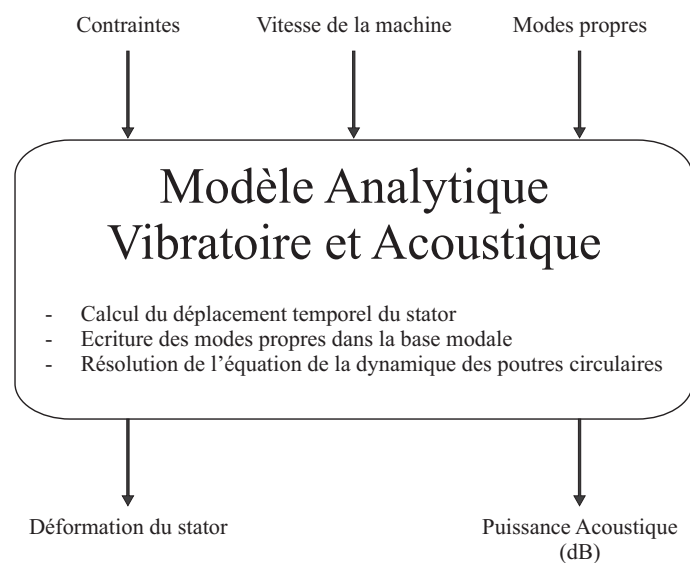 Contraintes
Vitesse de la machine
Modes propres
Modèle Analytique
Vibratoire et Acoustique
- Calcul du déplacement temporel du stator
- Ecriture des modes propres dans la base modale
- Résolution de l'équation de la dynamique des poutres circulaires
Déformation du stator
Puissance Acoustique
(dB)